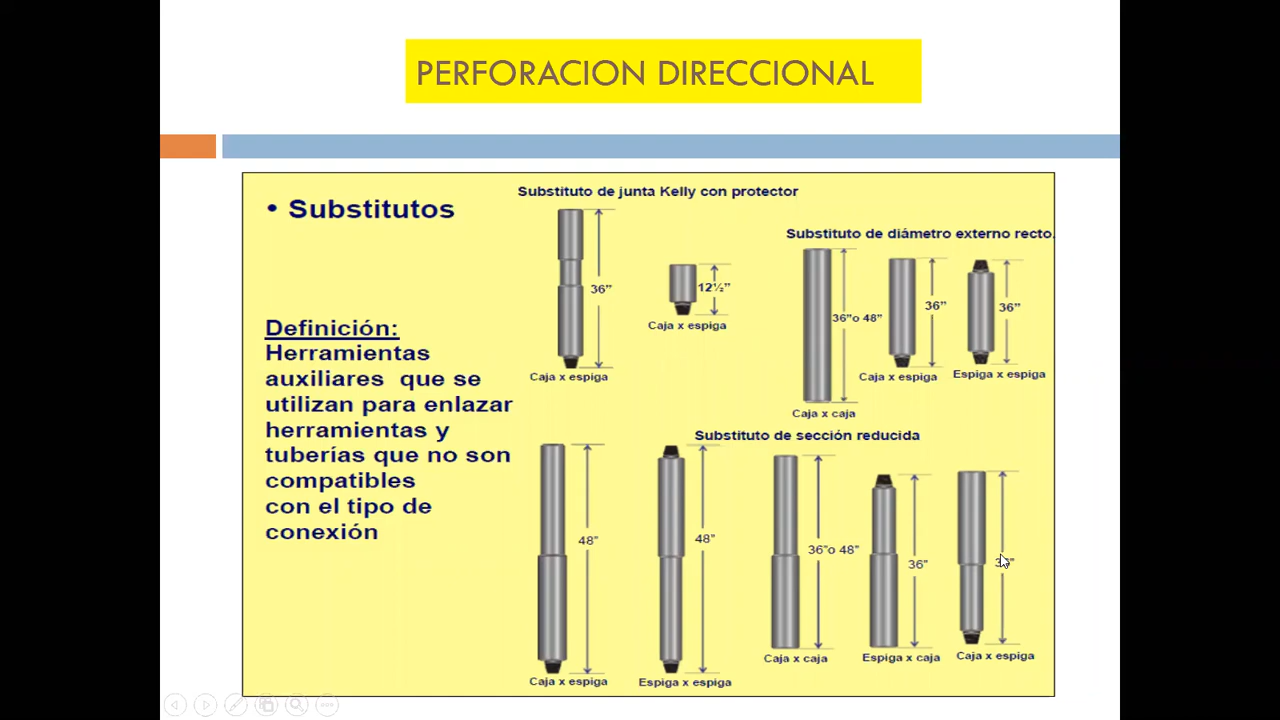 PERFORACION DIRECCIONAL
• Substitutos
Definición:
Herramientas
auxiliares que se
utilizan para enlazar
herramientas y
tuberías que no son
compatibles
con el tipo de
conexión
Substituto de junta Kelly con protector
36”
Caja x espiga
12½”
Caja x espiga
Substituto de diámetro externo recto.
36”o 48”
Caja x caja
36”
Caja x espiga
36”
Espiga x espiga
Substituto de sección reducida
48”
Caja x espiga
48”
Espiga x espiga
36”o 48”
Caja x caja
36”
Espiga x caja
Caja x espiga